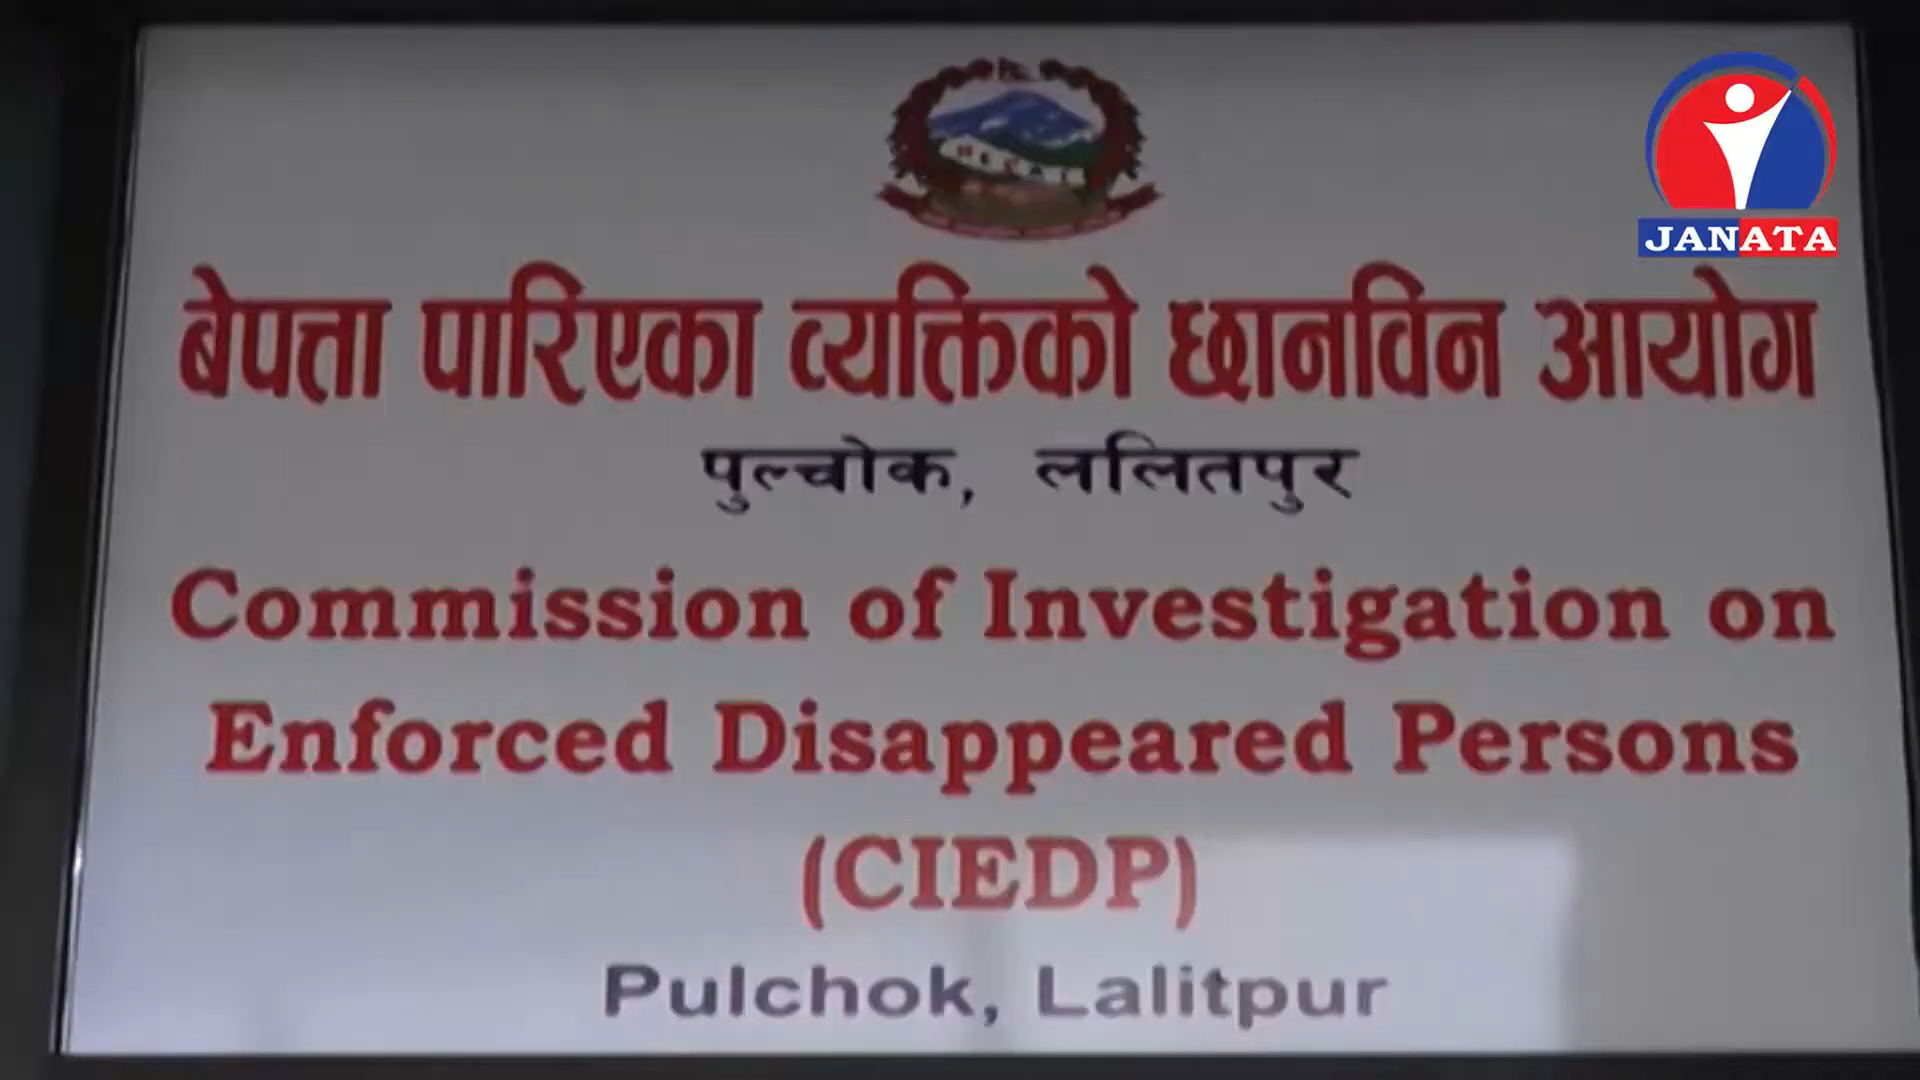 JANATA
बेपत्ता पारिएका व्यक्तिको छानविन आयोग
पुल्चोक, ललितपुर
Commission of Investigation on
Enforced Disappeared Persons
(CIEDP)
Pulchok, Lalitpur